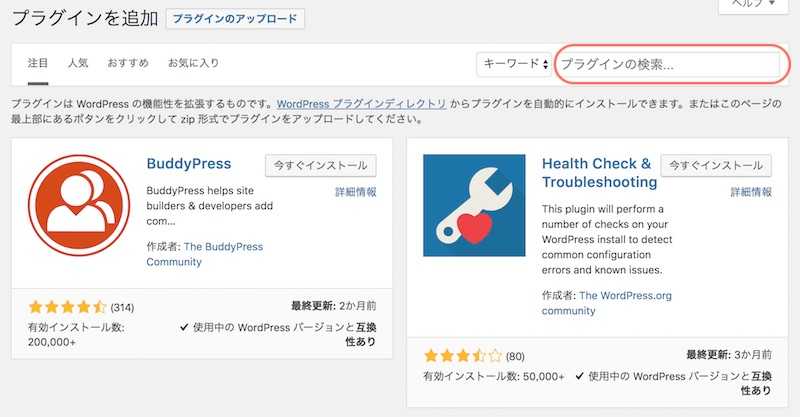 プラグインを追加 プラグインのアップロード
ヘルプ ▼
注目 人気 おすすめ お気に入り キーワード プラグインの検索...
プラグインは WordPress の機能性を拡張するものです。WordPress プラグインディレクトリ からプラグインを自動的にインストールできます。またはこのページの
最上部にあるボタンをクリックして zip 形式でプラグインをアップロードしてください。
BuddyPress
今すぐインストール
詳細情報
BuddyPress helps site
builders & developers add
com...
作成者: The BuddyPress
Community
(314)
最終更新: 2か月前
有効インストール数:
200,000+
✔ 使用中の WordPress バージョンと互換
性あり
Health Check &
Troubleshooting
今すぐインストール
詳細情報
This plugin will perform a
number of checks on your
WordPress install to detect
common configuration
errors and known issues.
作成者: The WordPress.org
community
(80)
最終更新: 3か月前
有効インストール数: 50,000+
✔ 使用中の WordPress バージョンと互換
性あり